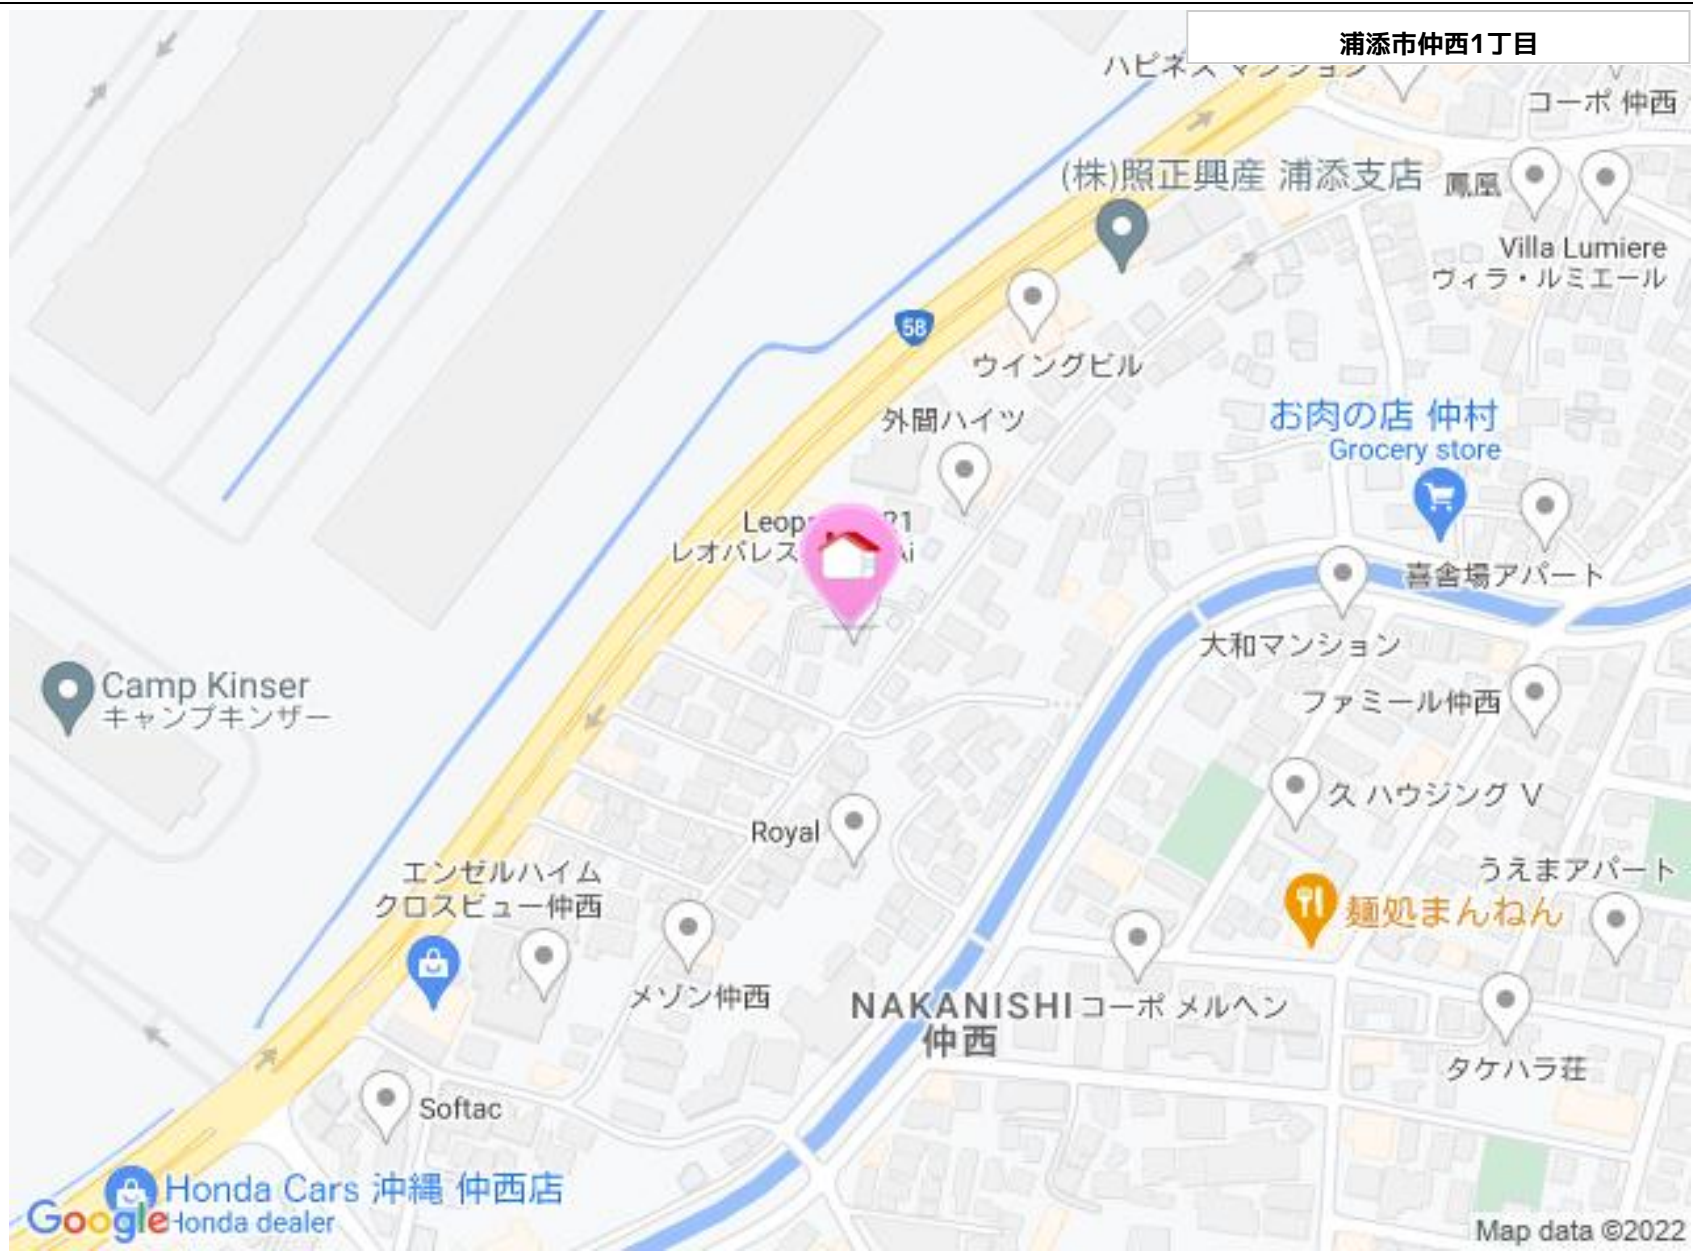 浦添市仲西1丁目
ハピネス マンション
コーポ 仲西
(株)照正興産 浦添支店
鳳凰
Villa Lumiere
ヴィラ・ルミエール
58
ウイングビル
外間ハイツ
お肉の店 仲村
Grocery store
喜舎場アパート
大和マンション
Camp Kinser
キャンプキンザー
ファミール仲西
久 ハウジング V
Royal
エンゼルハイム
クロスビュー仲西
うえまアパート
麺処まんねん
メゾン仲西
NAKANISHI
仲西
コーポ メルヘン
タケハラ荘
Softac
Honda Cars 沖縄 仲西店
Honda dealer
Google
Map data ©2022